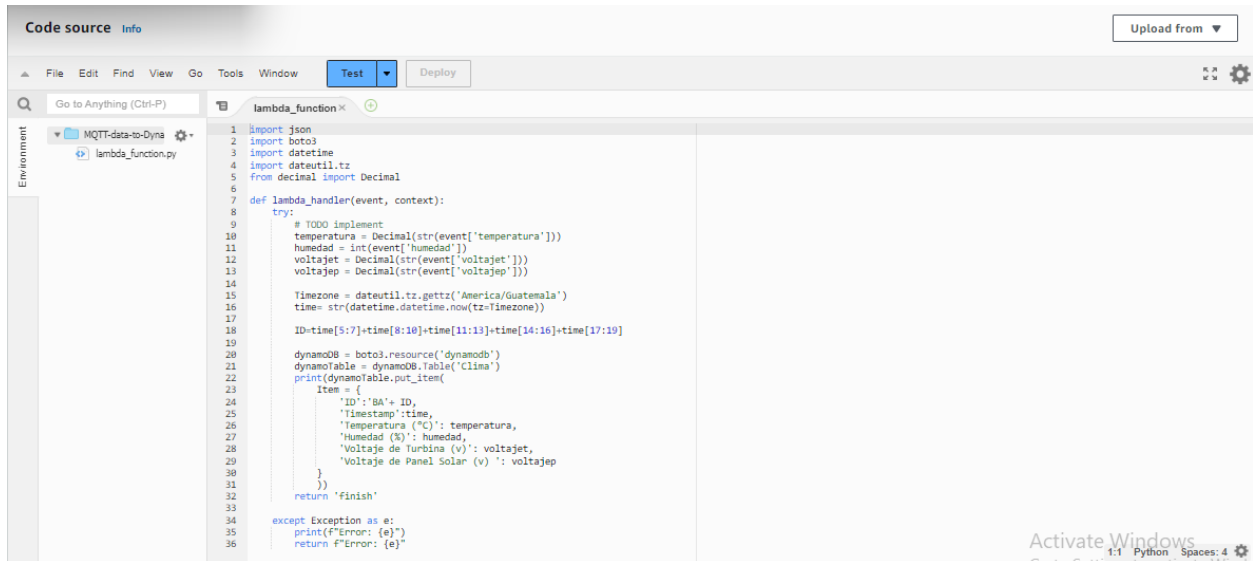 Code source Info
Upload from ▼
File Edit Find View Go Tools Window Test Deploy
Go to Anything (Ctrl-P)
lambda_function
Environment
MQTT-data-to-Dyna
lambda_function.py
1 import json
2 import boto3
3 import datetime
4 import dateutil.tz
5 from decimal import Decimal
6
7 def lambda_handler(event, context):
8     try:
9         # TODO implement
10         temperatura = Decimal(str(event['temperatura']))
11         humedad = int(event['humedad'])
12         voltajet = Decimal(str(event['voltajet']))
13         voltajep = Decimal(str(event['voltajep']))
14
15         Timezone = dateutil.tz.gettz('America/Guatemala')
16         time= str(datetime.datetime.now(tz=Timezone))
17
18         ID=time[5:7]+time[8:10]+time[11:13]+time[14:16]+time[17:19]
19
20         dynamoDB = boto3.resource('dynamodb')
21         dynamoTable = dynamoDB.Table('Clima')
22         print(dynamoTable.put_item(
23             Item = {
24                 'ID':'BA'+ ID,
25                 'Timestamp':time,
26                 'Temperatura (°C)': temperatura,
27                 'Humedad (%)': humedad,
28                 'Voltaje de Turbina (v)': voltajet,
29                 'Voltaje de Panel Solar (v) ': voltajep
30             }
31             ))
32         return 'finish'
33
34     except Exception as e:
35         print(f"Error: {e}")
36         return f"Error: {e}"
Activate Windows
1:1 Python Spaces: 4